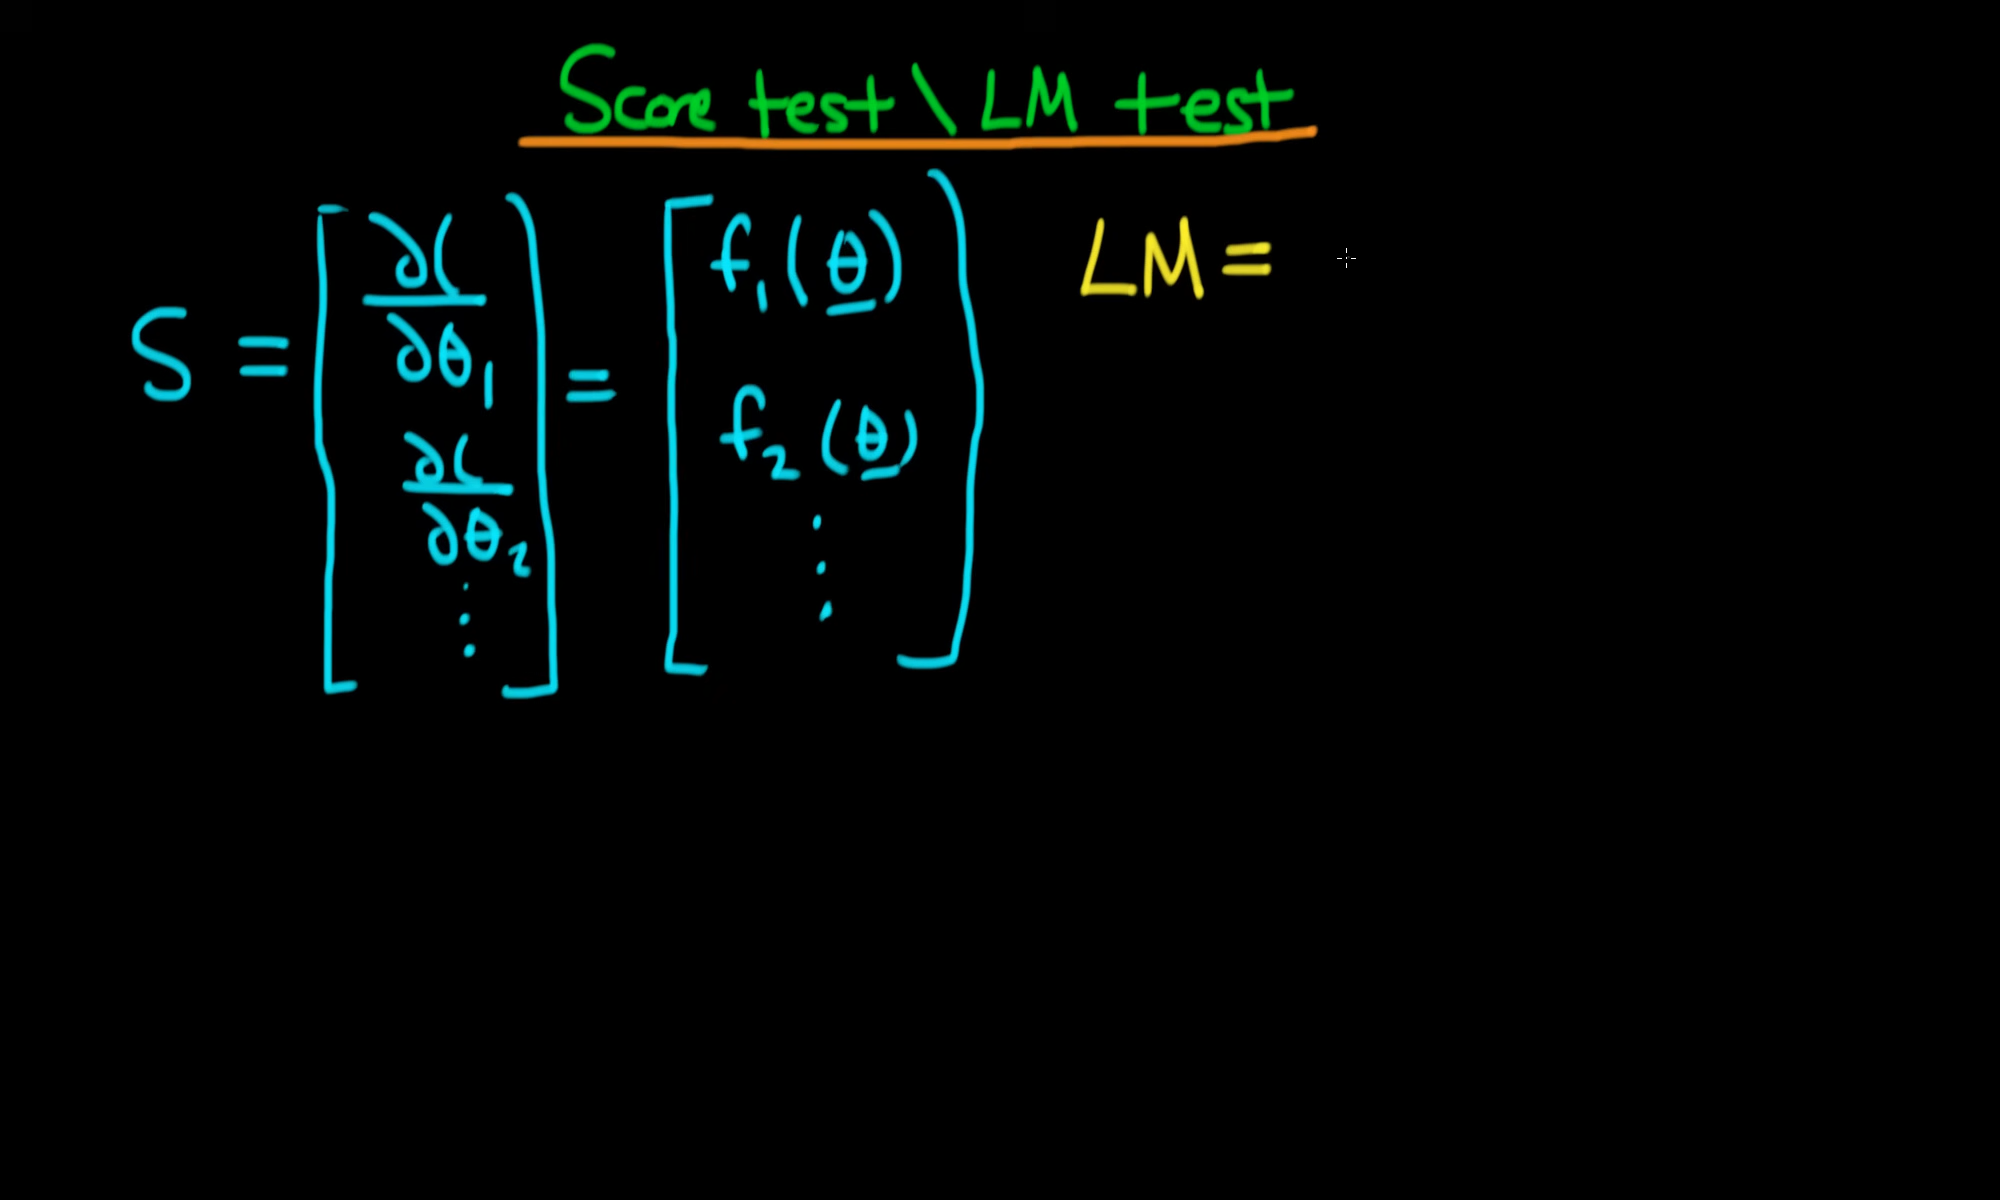 Score test \ LM test
S = [ ∂l/∂θ₁ ∂l/∂θ₂ ⋮ ] = [ f₁(θ) f₂(θ) ⋮ ]
LM =